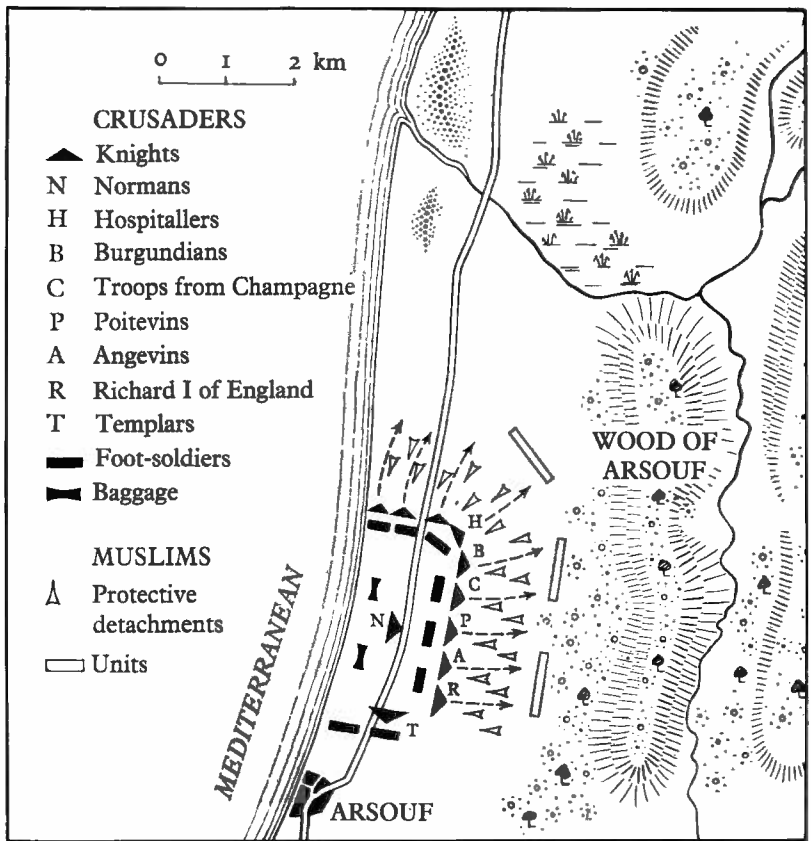 0 1 2 km
CRUSADERS
Knights
N Normans
H Hospitallers
B Burgundians
C Troops from Champagne
P Poitevins
A Angevins
R Richard I of England
T Templars
Foot-soldiers
Baggage
MUSLIMS
Protective
detachments
Units
MEDITERRANEAN
WOOD OF
ARSOUF
H
B
C
N
P
A
R
T
ARSOUF